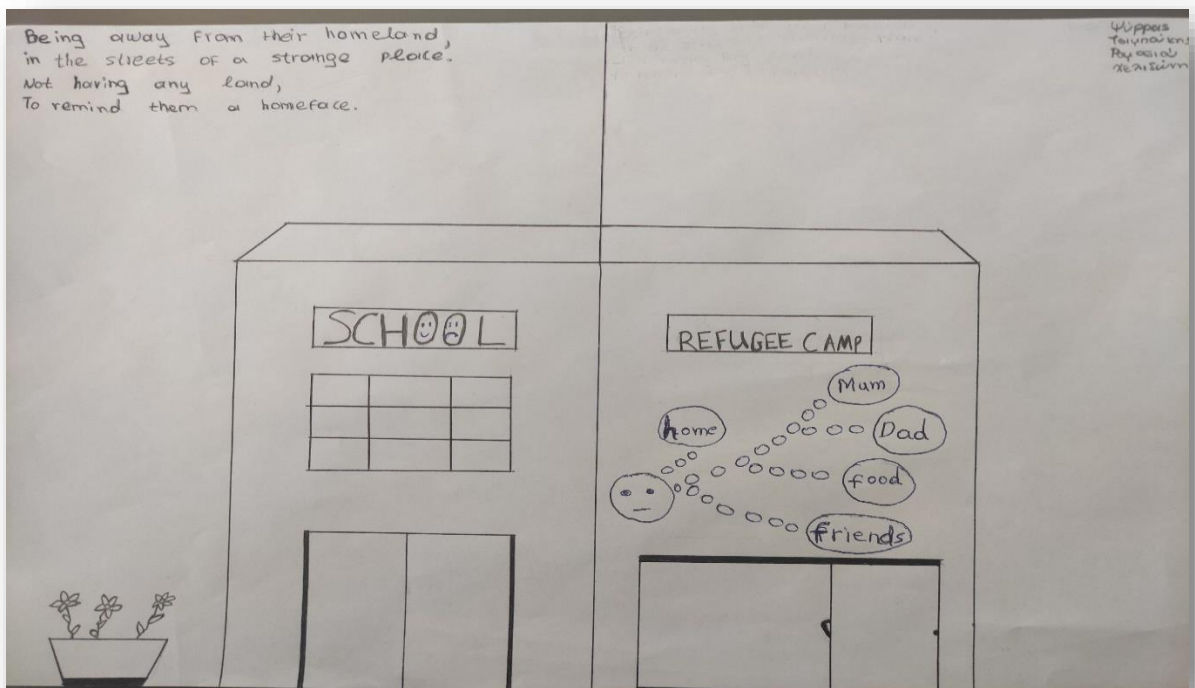 Being away from their homeland,
in the streets of a strange place.
Not having any land,
To remind them a homeface.
SCHOOL
REFUGEE CAMP
Mum
home
Dad
food
friends